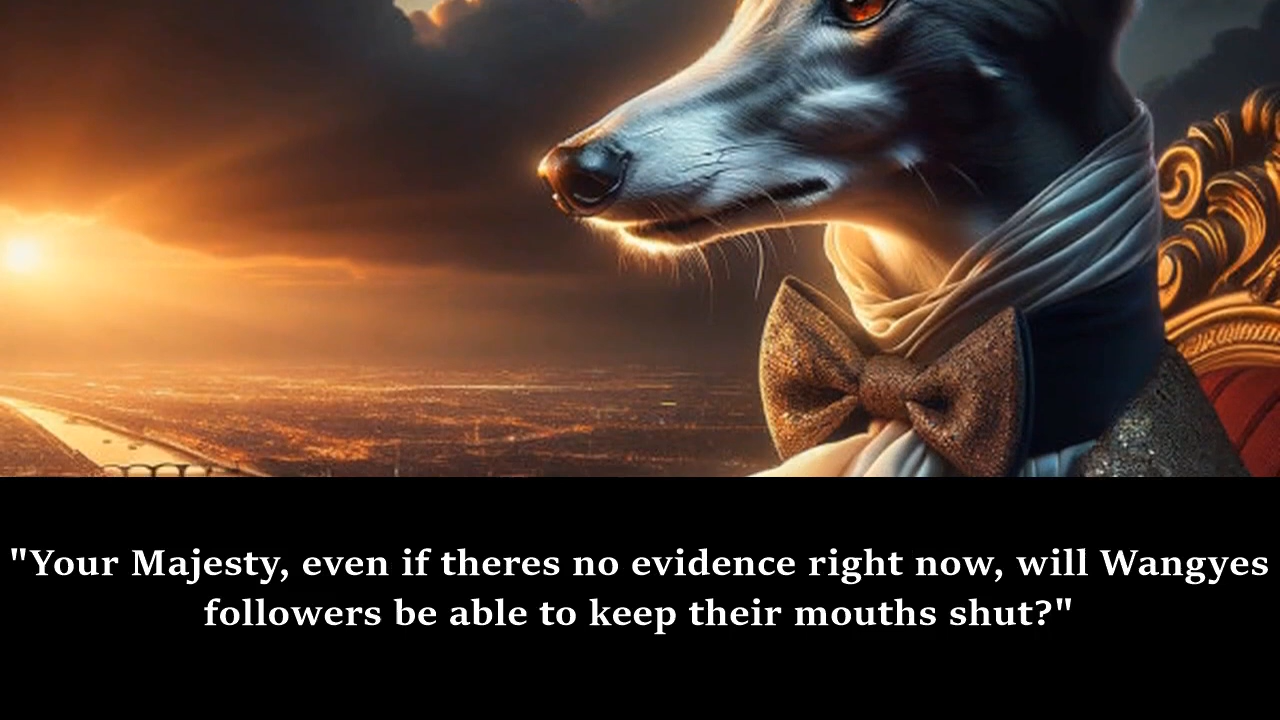 "Your Majesty, even if theres no evidence right now, will Wangyes
followers be able to keep their mouths shut?"